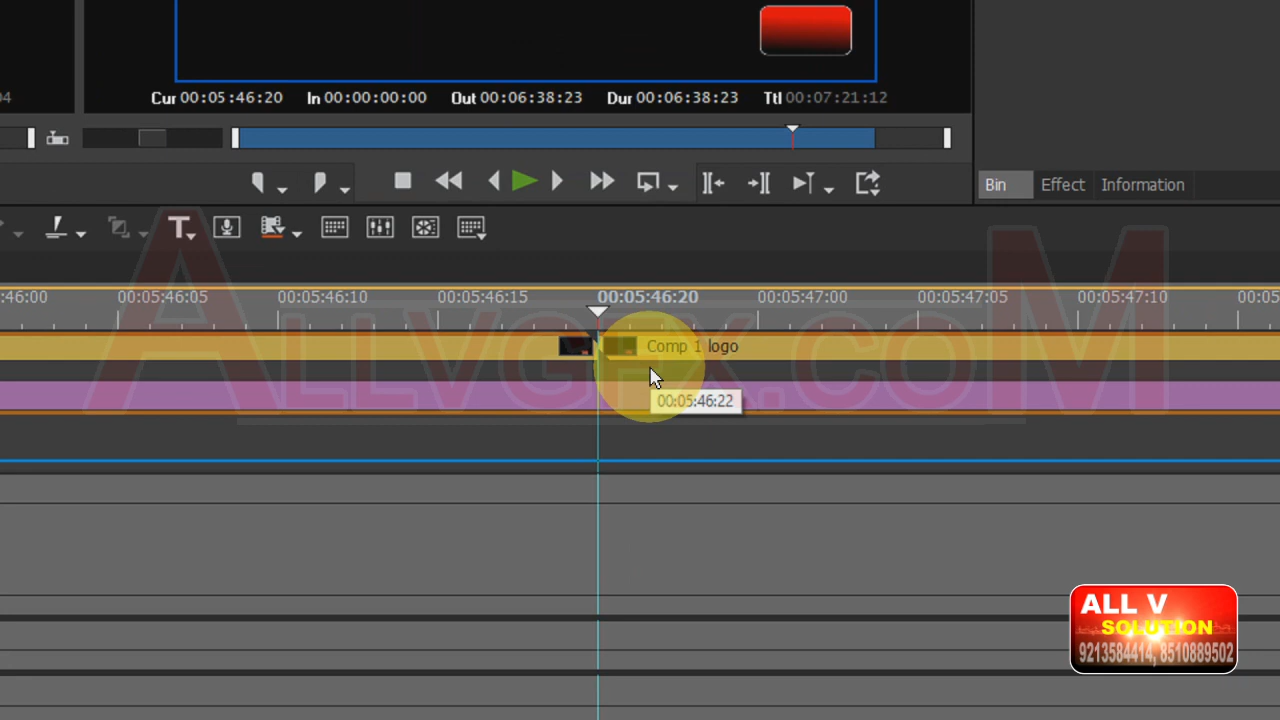 04
Cur 00:05:46:20 In 00:00:00:00 Out 00:06:38:23 Dur 00:06:38:23 Ttl 00:07:21:12
Bin Effect Information
T
:46:00 00:05:46:05 00:05:46:10 00:05:46:15 00:05:46:20 00:05:47:00 00:05:47:05 00:05:47:10 00:05
Comp 1 logo
ALLVGFX.COM
00:05:46:22
ALL V
SOLUTION
9213584414, 8510889502